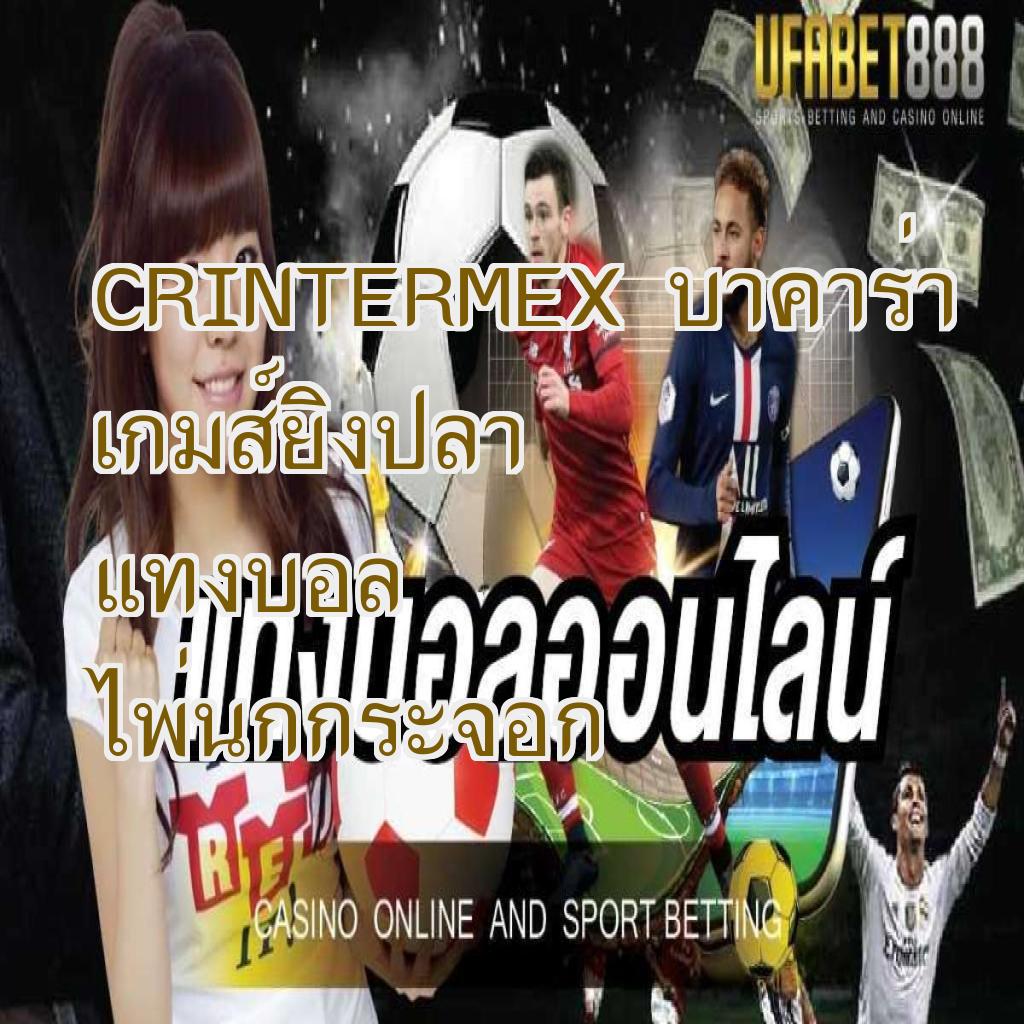 UFABET888
SPORTS BETTING AND CASINO ONLINE
CRINTERMEX บาคาร่า
เกมส์ยิงปลา
แทงบอล
แทงบอลออนไลน์
ไพ่นกกระจอก
CASINO ONLINE AND SPORT BETTING